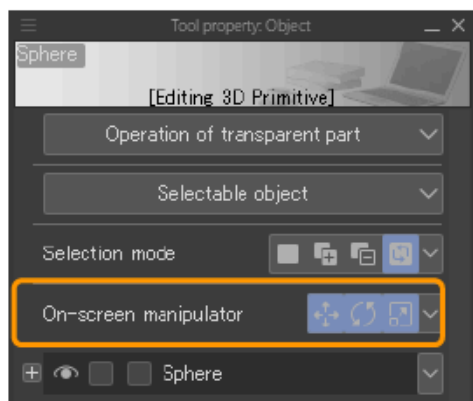 Tool property: Object
Sphere
[Editing 3D Primitive]
Operation of transparent part
Selectable object
Selection mode
On-screen manipulator
Sphere